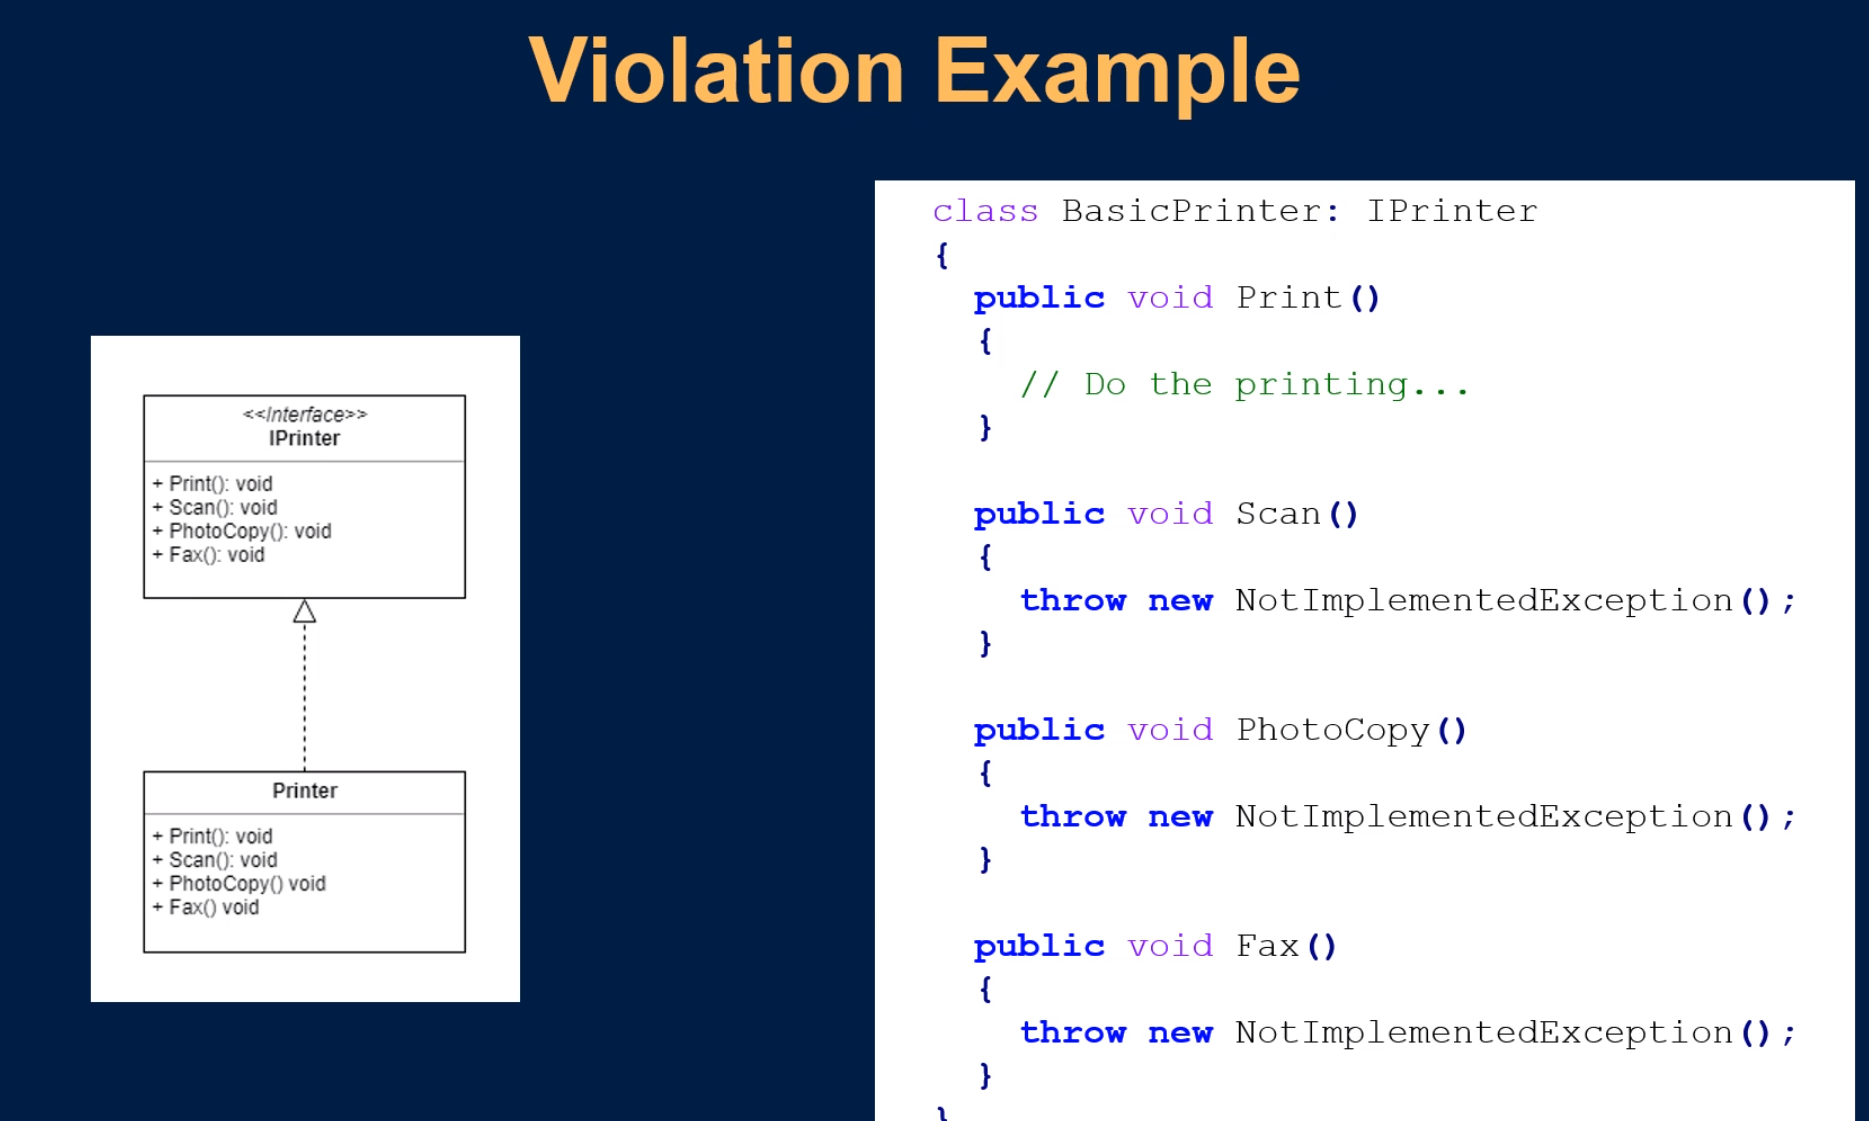 Violation Example
<<Interface>>
IPrinter
+ Print(): void
+ Scan(): void
+ PhotoCopy(): void
+ Fax(): void
Printer
+ Print(): void
+ Scan(): void
+ PhotoCopy() void
+ Fax() void
class BasicPrinter: IPrinter
{
public void Print()
{
// Do the printing...
}
public void Scan()
{
throw new NotImplementedException();
}
public void PhotoCopy()
{
throw new NotImplementedException();
}
public void Fax()
{
throw new NotImplementedException();
}
}